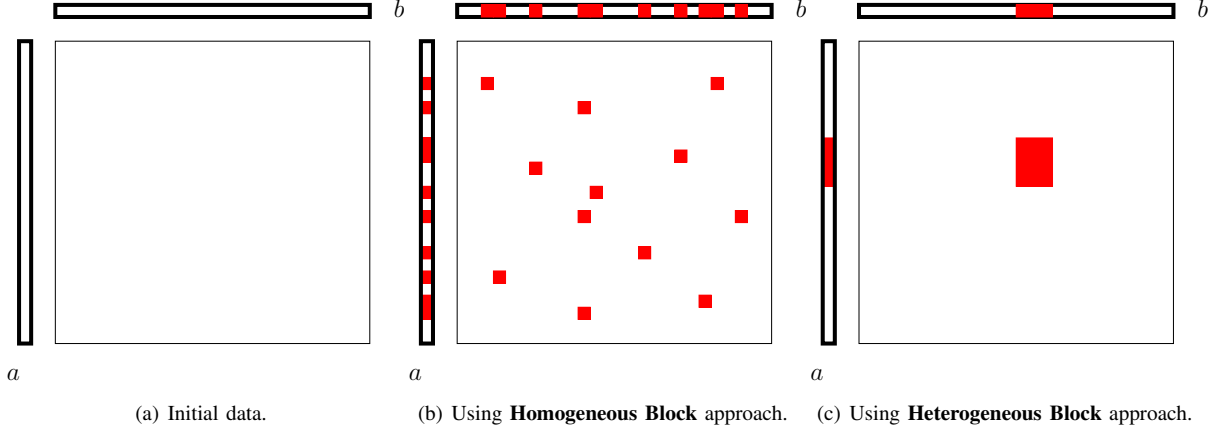 b
b
b
a
a
a
(a) Initial data.
(b) Using Homogeneous Block approach.
(c) Using Heterogeneous Block approach.